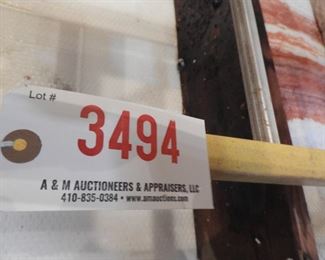 Lot #
3494
A & M AUCTIONEERS & APPRAISERS, LLC
410-835-0384 • www.amauctions.com